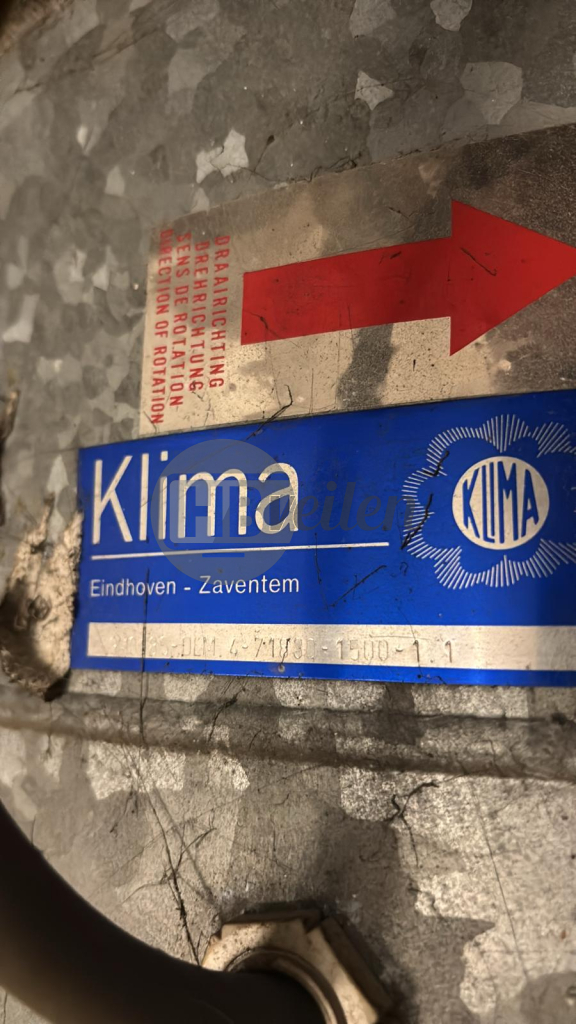 DRAAIRICHTING
DREHRICHTUNG
SENS DE ROTATION
DIRECTION OF ROTATION
Klima
KLIMA
Eindhoven - Zaventem